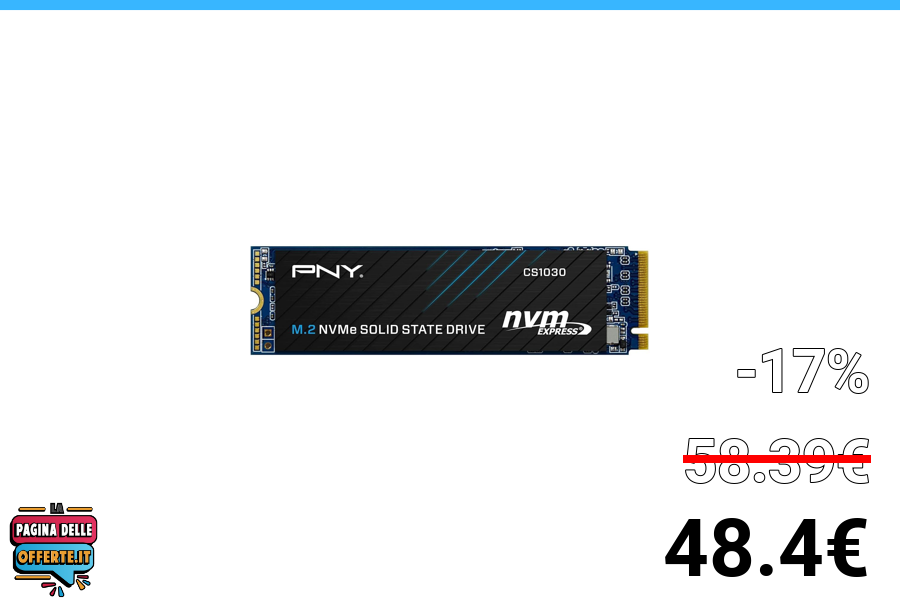 PNY.
CS1030
M.2 NVMe SOLID STATE DRIVE
nvm
EXPRESS
-17%
58.39€
48.4€
LA
PAGINA DELLE
OFFERTE.IT